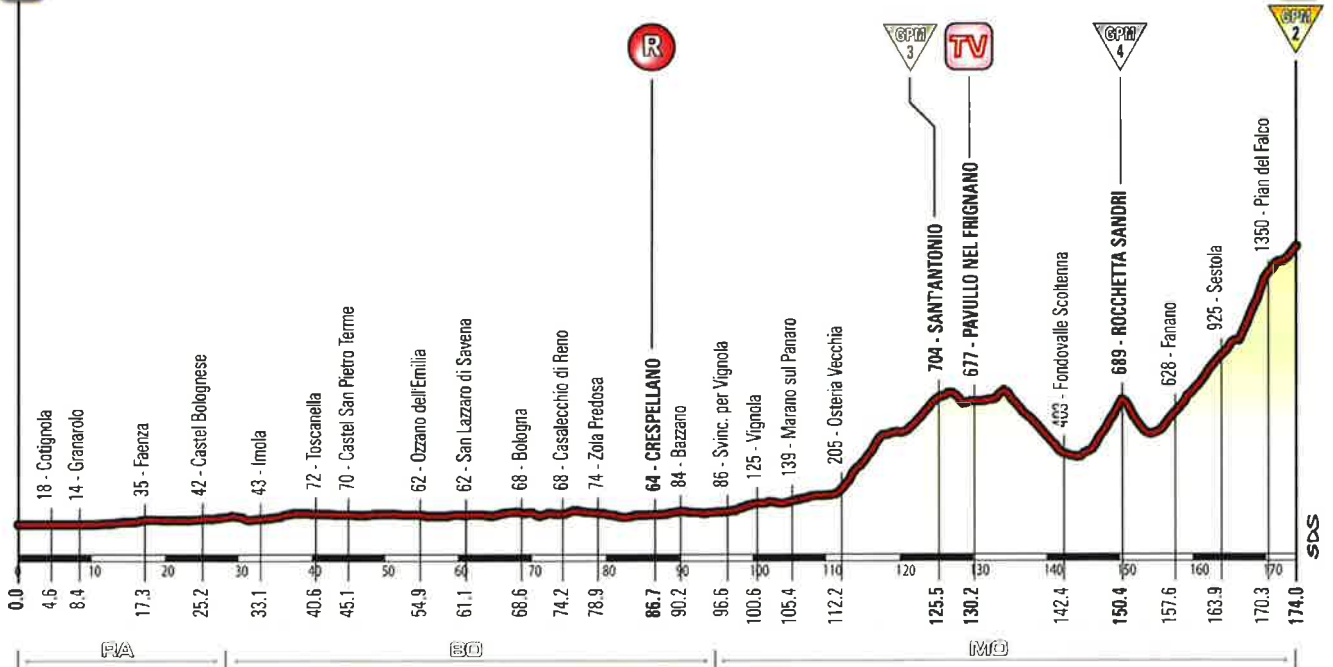 R
GPM
3
TV
GPM
4
GPM
2
18 - Cotignola
14 - Granarolo
35 - Faenza
42 - Castel Bolognese
43 - Imola
72 - Toscanella
70 - Castel San Pietro Terme
62 - Ozzano dell'Emilia
62 - San Lazzaro di Savena
68 - Bologna
68 - Casalecchio di Reno
74 - Zola Predosa
64 - CRESPELLANO
84 - Bazzano
86 - Svinc. per Vignola
125 - Vignola
139 - Marano sul Panaro
205 - Osteria Vecchia
704 - SANT'ANTONIO
677 - PAVULLO NEL FRIGNANO
403 - Fondovalle Scoltenna
689 - ROCCHETTA SANDRI
628 - Fanano
925 - Sestola
1350 - Pian del Falco
SDS
0 10 20 30 40 50 60 70 80 90 100 110 120 130 140 150 160 170
0.0 4.6 8.4 17.3 25.2 33.1 40.6 45.1 54.9 61.1 68.6 74.2 78.9 86.7 90.2 96.6 100.6 105.4 112.2 125.5 130.2 142.4 150.4 157.6 163.9 170.3 174.0
RA BO MO